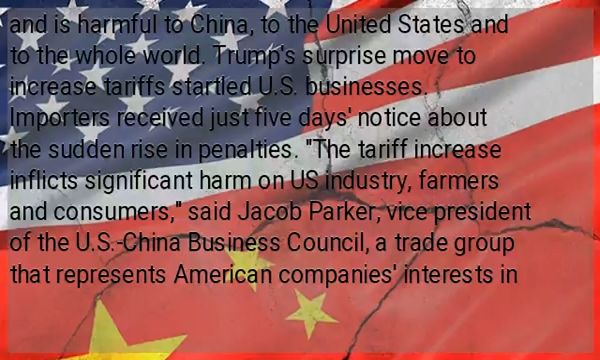 and is harmful to China, to the United States and
to the whole world. Trump's surprise move to
increase tariffs startled U.S. businesses.
Importers received just five days' notice about
the sudden rise in penalties. "The tariff increase
inflicts significant harm on US industry, farmers
and consumers," said Jacob Parker, vice president
of the U.S.-China Business Council, a trade group
that represents American companies' interests in